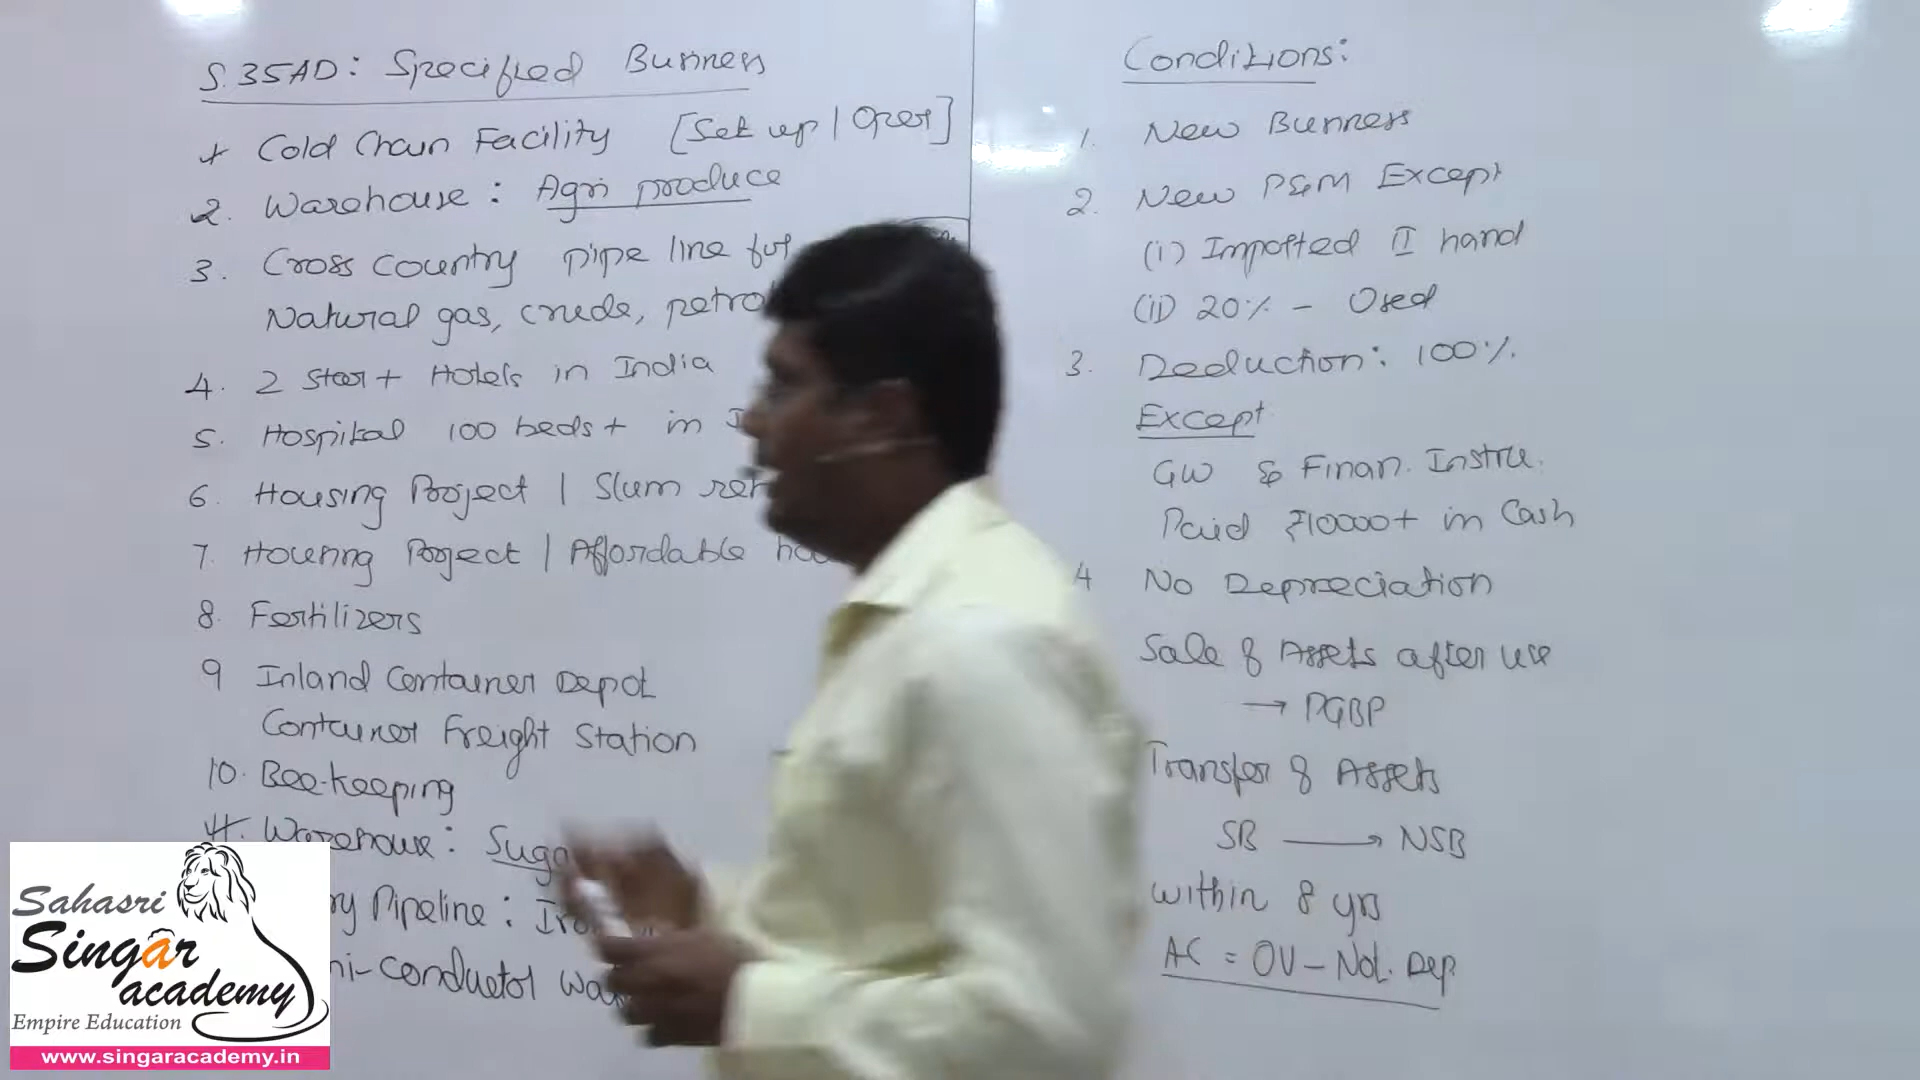 S.35AD: Specified Business
1 Cold Chain Facility [Set up / Oper]
2. Warehouse: Agri produce
3. Cross country pipe line for
Natural gas, crude,
4. 2 Star+ Hotels in India
5. Hospital 100 beds+ in
6. Housing Project / Slum
7. Housing Project / Affordable
8. Fertilizers
9 Inland Container Depot
Container Freight Station
10. Bee-keeping
11. Warehouse:
Pipeline:
Conditions:
1. New Business
2. New P&M Except
(i) Imported II hand
(ii) 20% - Used
3. Deduction: 100%.
Except
GW & Finan. Instru.
Paid ₹10000+ in Cash
4 No Depreciation
Sale of Assets after use
→ PGBP
Transfer of Assets
SB → NSB
within 8 yrs
AC = OV - Not. Dep
Sahasri
Singar
academy
Empire Education
www.singaracademy.in